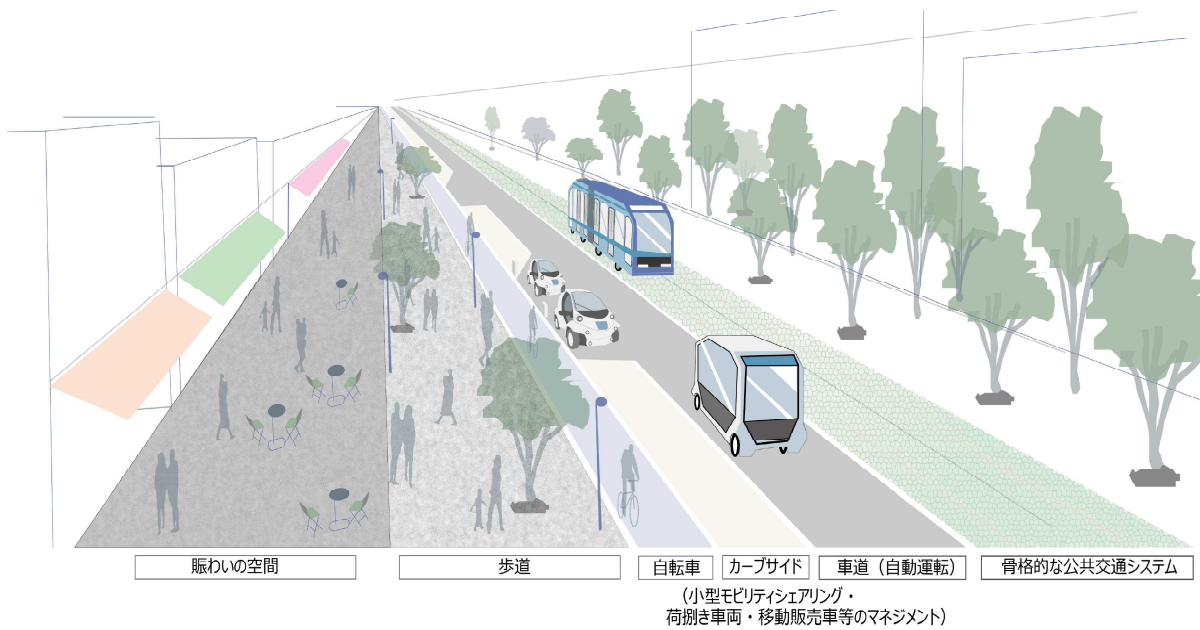 賑わいの空間
歩道
自転車
カーブサイド
車道（自動運転）
骨格的な公共交通システム
（小型モビリティシェアリング・
荷捌き車両・移動販売車等のマネジメント）